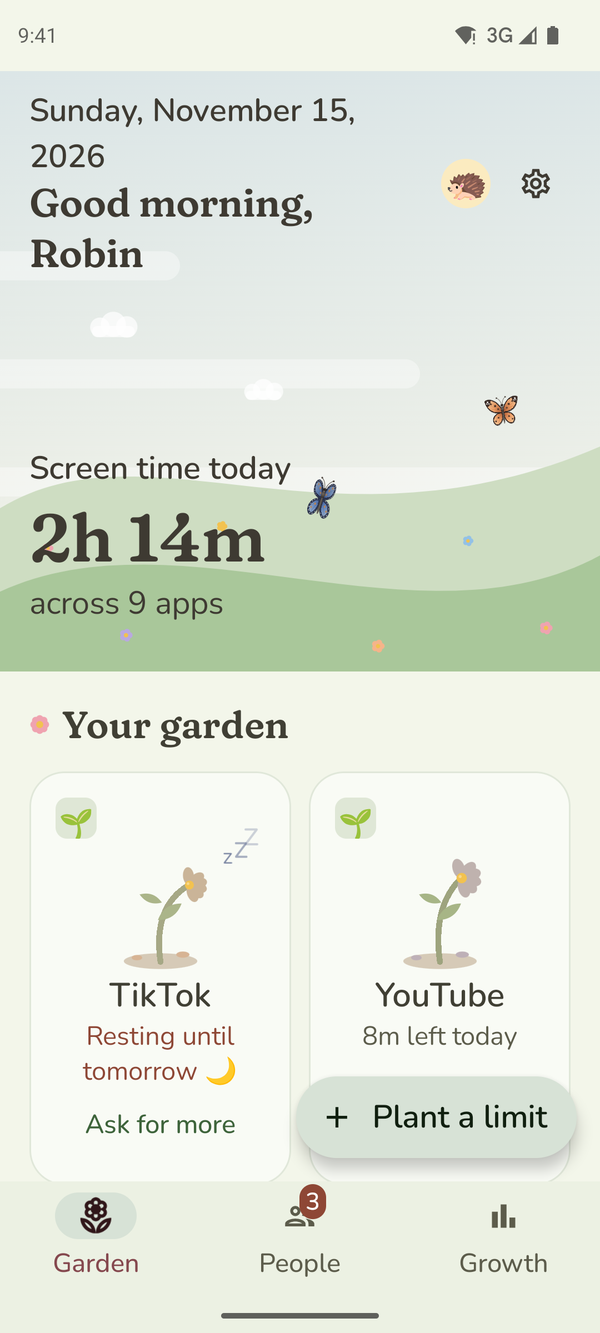 9:41
3G
Sunday, November 15,
2026
Good morning,
Robin
Screen time today
2h 14m
across 9 apps
Your garden
zZZ
TikTok
Resting until
tomorrow 🌙
Ask for more
YouTube
8m left today
+ Plant a limit
Garden
3
People
Growth